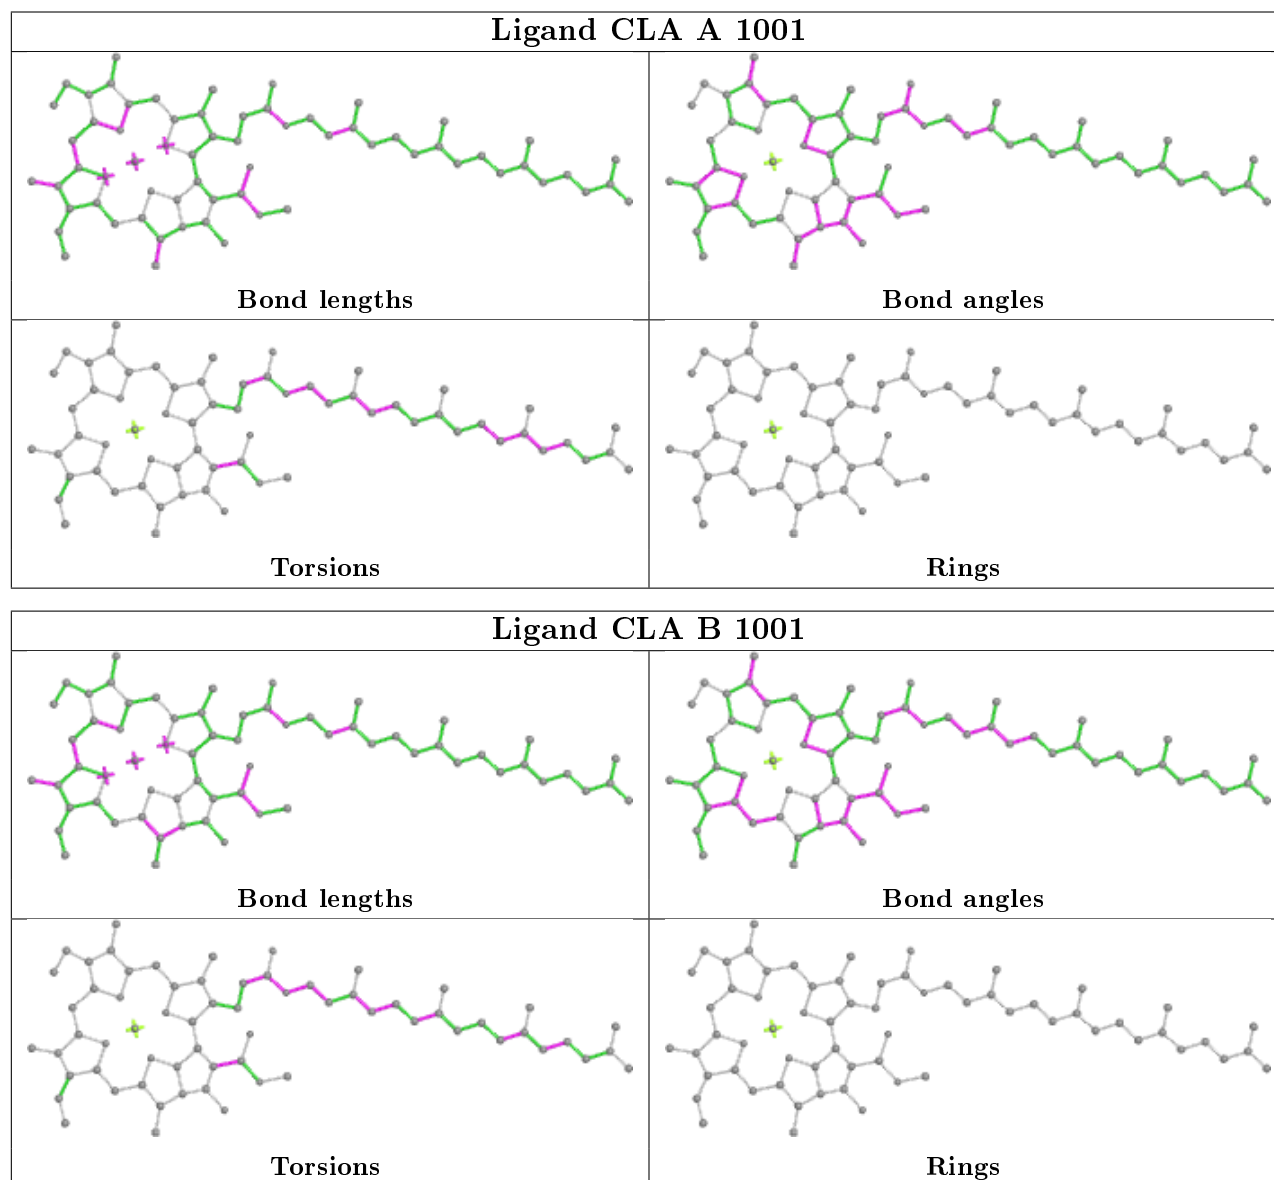 Ligand CLA A 1001
Bond lengths
Bond angles
Torsions
Rings
Ligand CLA B 1001
Bond lengths
Bond angles
Torsions
Rings